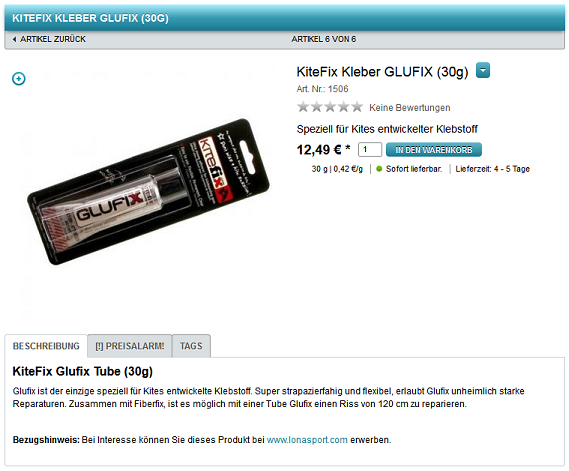 KITEFIX KLEBER GLUFIX (30G)
ARTIKEL ZURÜCK
ARTIKEL 6 VON 6
KiteFix Kleber GLUFIX (30g)
Art. Nr.: 1506
Keine Bewertungen
Speziell für Kites entwickelter Klebstoff
12,49 € * 1 IN DEN WARENKORB
30 g | 0,42 €/g Sofort lieferbar. Lieferzeit: 4 - 5 Tage
KITEFIX
GLUFIX
BESCHREIBUNG [!] PREISALARM! TAGS
KiteFix Glufix Tube (30g)
Glufix ist der einzige speziell für Kites entwickelte Klebstoff. Super strapazierfähig und flexibel, erlaubt Glufix unheimlich starke
Reparaturen. Zusammen mit Fiberfix, ist es möglich mit einer Tube Glufix einen Riss von 120 cm zu reparieren.
Bezugshinweis: Bei Interesse können Sie dieses Produkt bei www.lonasport.com erwerben.